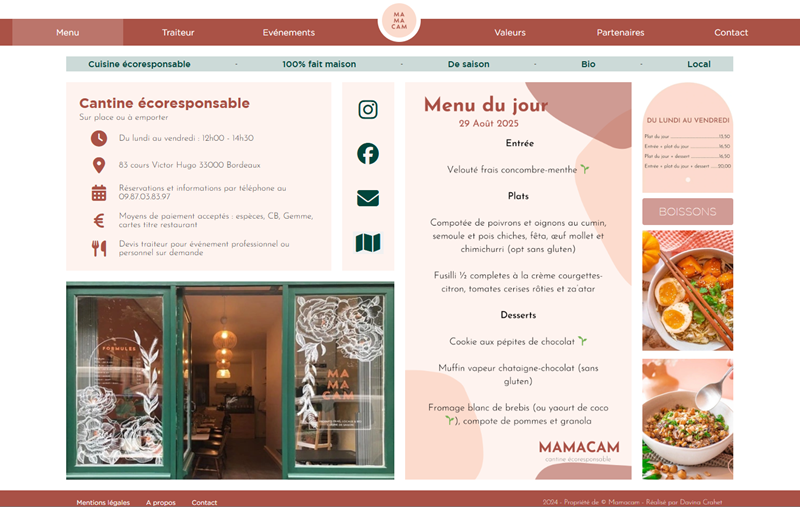 MA
MA
CAM
Menu
Traiteur
Evénements
Valeurs
Partenaires
Contact
Cuisine écoresponsable - 100% fait maison - De saison - Bio - Local
Cantine écoresponsable
Sur place ou à emporter
Du lundi au vendredi : 12h00 - 14h30
83 cours Victor Hugo 33000 Bordeaux
Réservations et informations par téléphone au
09.87.03.83.97
Moyens de paiement acceptés : espèces, CB, Gemme,
cartes titre restaurant
Devis traiteur pour événement professionnel ou
personnel sur demande
FORMULES
MA
MA
CAM
Menu du jour
29 Août 2025
Entrée
Velouté frais concombre-menthe 🌱
Plats
Compotée de poivrons et oignons au cumin,
semoule et pois chiches, fêta, œuf mollet et
chimichurri (opt sans gluten)
Fusilli ½ completes à la crème courgettes-
citron, tomates cerises rôties et za'atar
Desserts
Cookie aux pépites de chocolat 🌱
Muffin vapeur chataigne-chocolat (sans
gluten)
Fromage blanc de brebis (ou yaourt de coco
🌱), compote de pommes et granola
MAMACAM
cantine écoresponsable
DU LUNDI AU VENDREDI
Plat du jour ....................13,50
Entrée + plat du jour ..........16,50
Plat du jour + dessert .........16,50
Entrée + plat du jour + dessert .....20,00
BOISSONS
Mentions légales
A propos
Contact
2024 - Propriété de © Mamacam - Réalisé par Davina Crahet